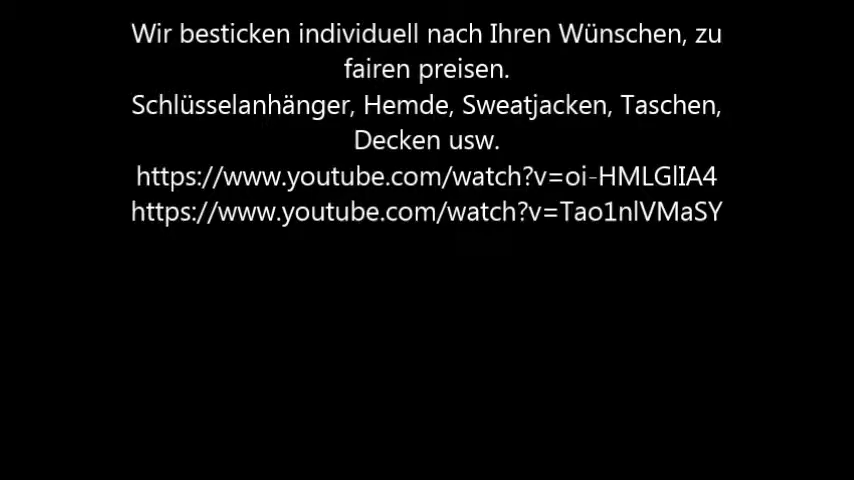 Wir besticken individuell nach Ihren Wünschen, zu
fairen preisen.
Schlüsselanhänger, Hemde, Sweatjacken, Taschen,
Decken usw.
https://www.youtube.com/watch?v=oi-HMLGlIA4
https://www.youtube.com/watch?v=Tao1nlVMaSY